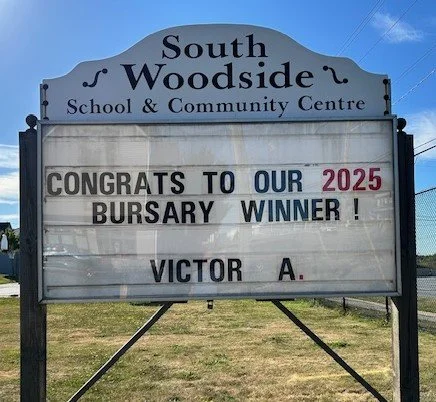 South
Woodside
School & Community Centre
CONGRATS TO OUR 2025
BURSARY WINNER !
VICTOR A.